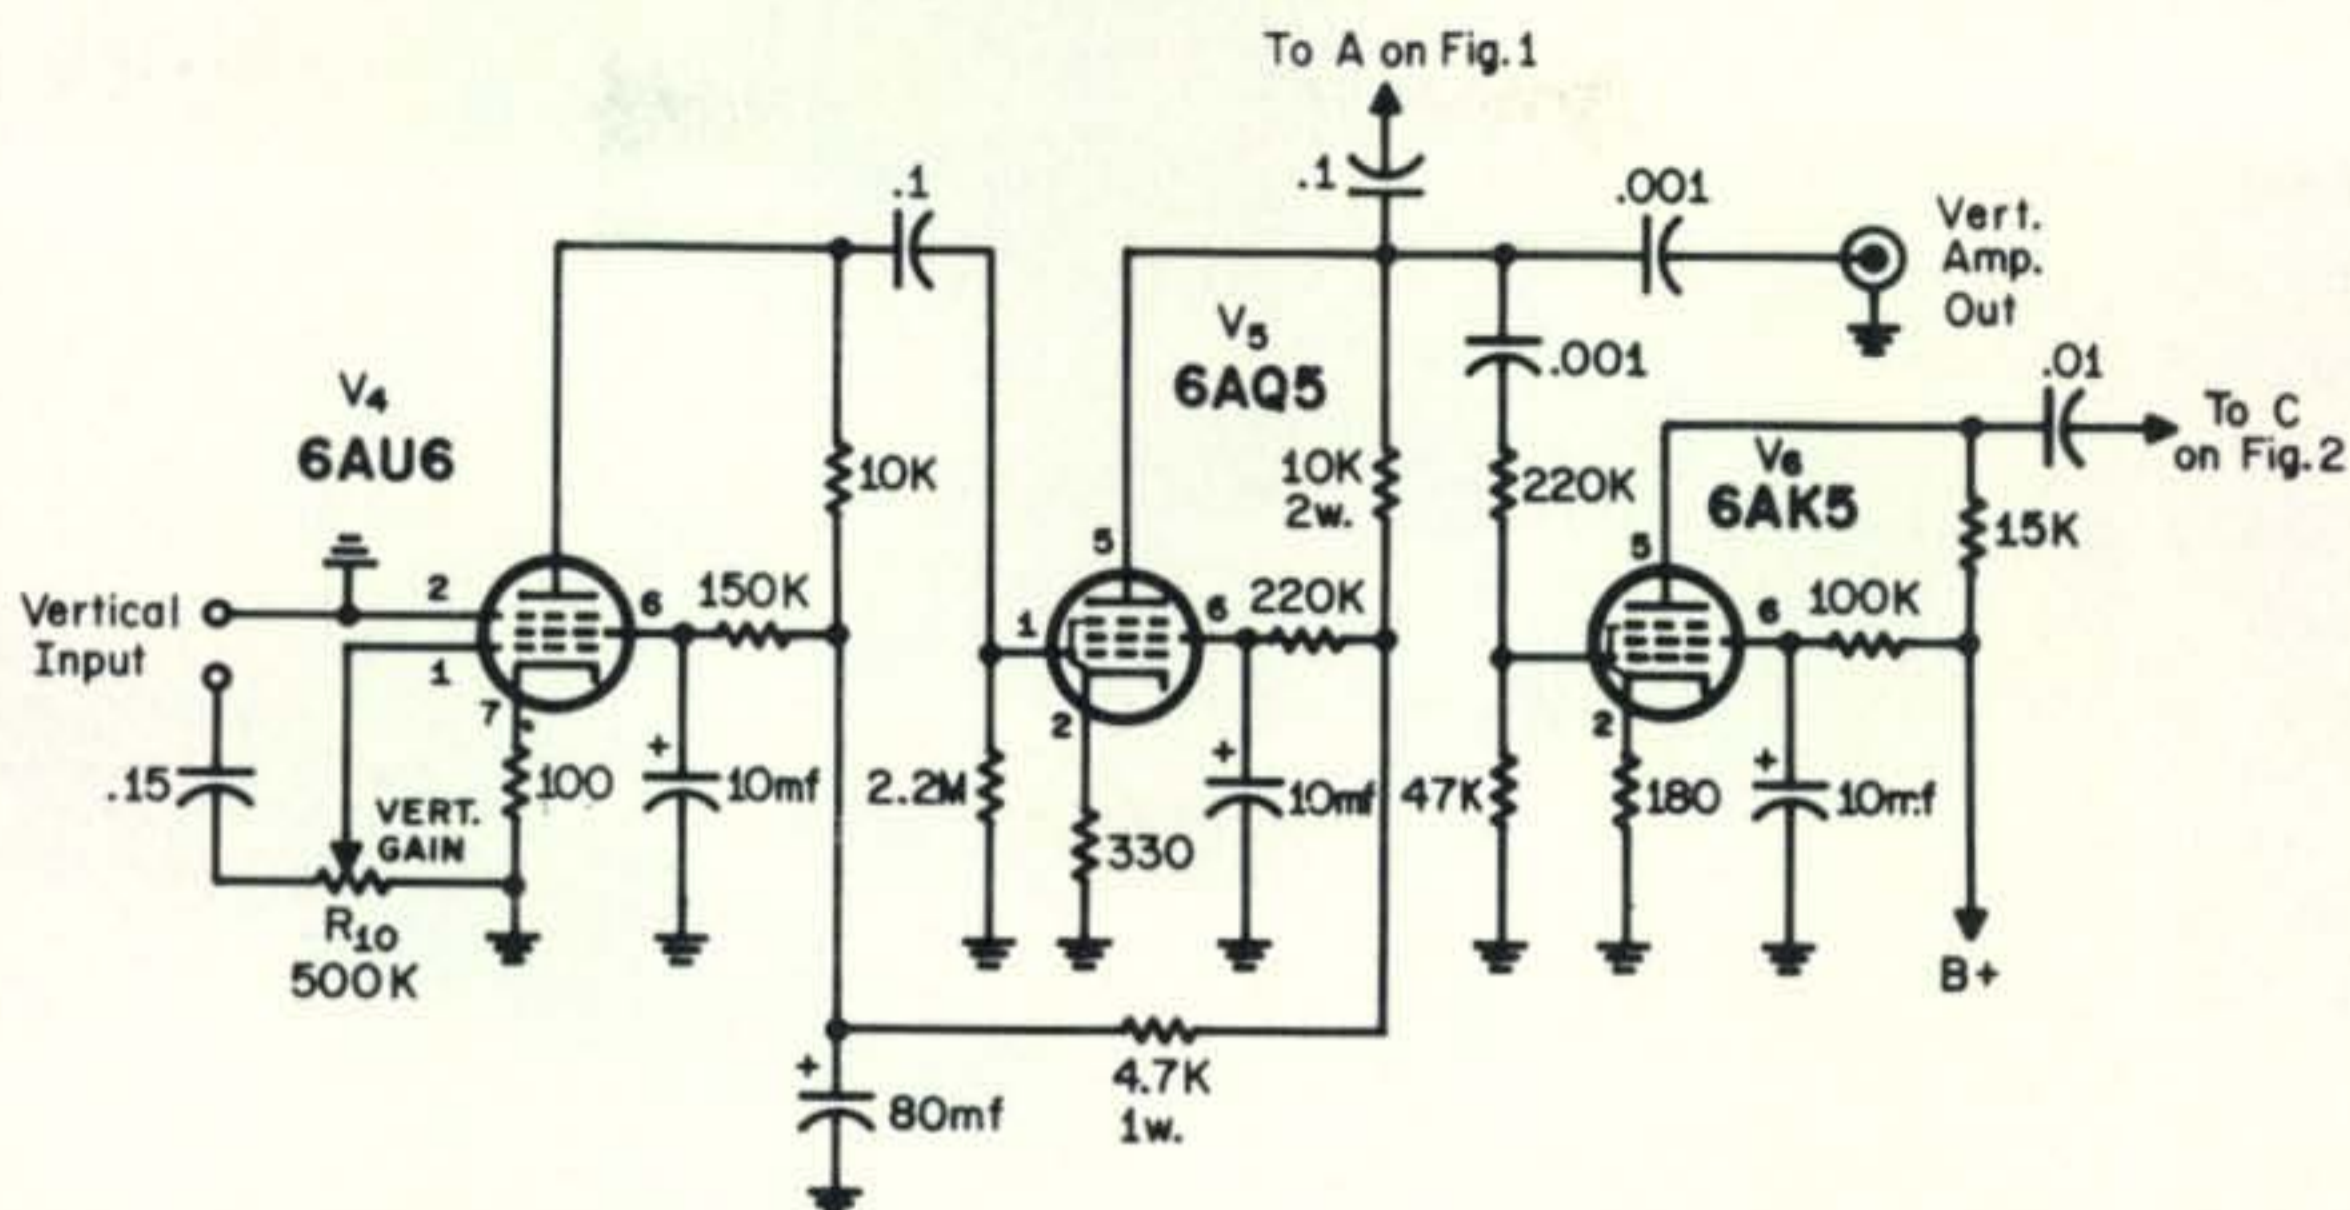 To A on Fig.1
.1
.1
.001
Vert.
Amp.
Out
V5
6AQ5
.001
.01
To C
on Fig.2
V4
6AU6
10K
10K
2w.
220K
V6
6AK5
15K
5
5
Vertical
Input
2
1
7
6
150K
1
6
220K
6
100K
2
2
.15
VERT.
GAIN
100
+
10mf
2.2M
330
+
10mf
47K
180
+
10mf
R10
500K
B+
+
80mf
4.7K
1w.